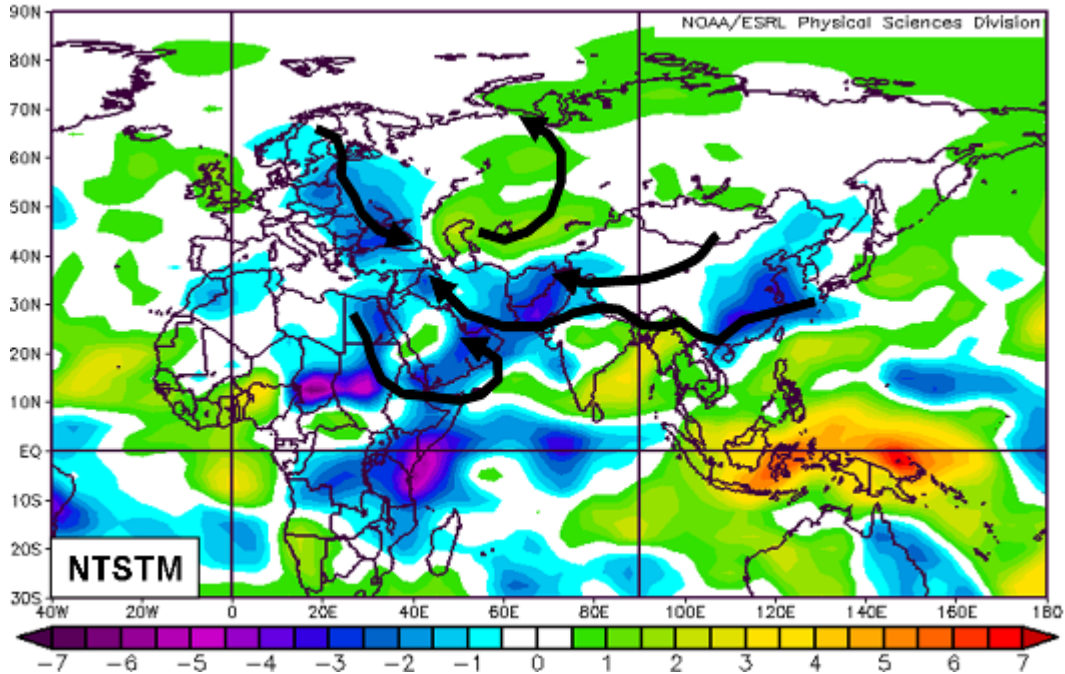 90N
NOAA/ESRL Physical Sciences Division
80N
70N
60N
50N
40N
30N
20N
10N
EQ
10S
20S
NTSTM
30S
40W 20W 0 20E 40E 60E 80E 100E 120E 140E 160E 180
-7 -6 -5 -4 -3 -2 -1 0 1 2 3 4 5 6 7